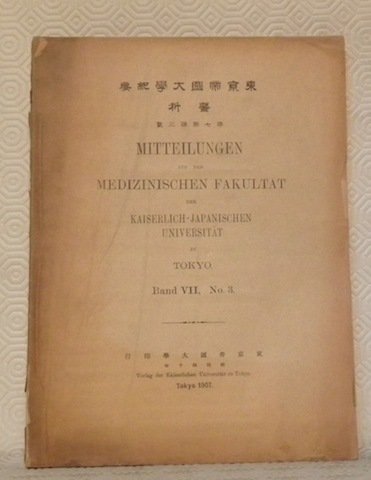 東京帝國大學紀要
醫科
第七冊第三號
MITTEILUNGEN
AUS DER
MEDIZINISCHEN FAKULTÄT
DER
KAISERLICH-JAPANISCHEN
UNIVERSITÄT
ZU
TOKYO.
Band VII, No. 3.
東京帝國大學印行
Verlag der Kaiserlichen Universität zu Tokyo.
Tokyo 1907.